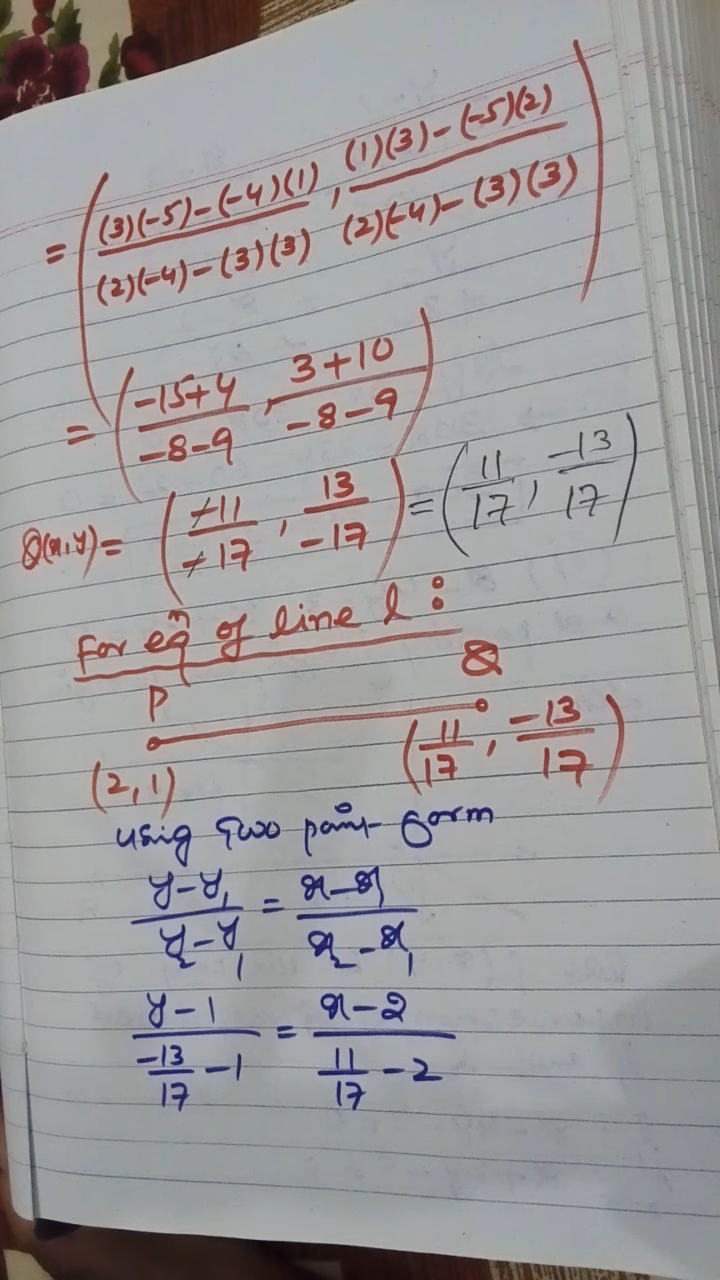 = ( (3)(-5)-(-4)(1) / (2)(-4)-(3)(3) , (1)(3)-(-5)(2) / (2)(-4)-(3)(3) )
= ( -15+4 / -8-9 , 3+10 / -8-9 )
Q(x,y)= ( -11 / -17 , 13 / -17 ) = ( 11 / 17 , -13 / 17 )
For eqn of line l :
P Q
(2,1) ( 11 / 17 , -13 / 17 )
using two point form
y-y1 / y2-y1 = x-x1 / x2-x1
y-1 / -13/17 -1 = x-2 / 11/17 -2